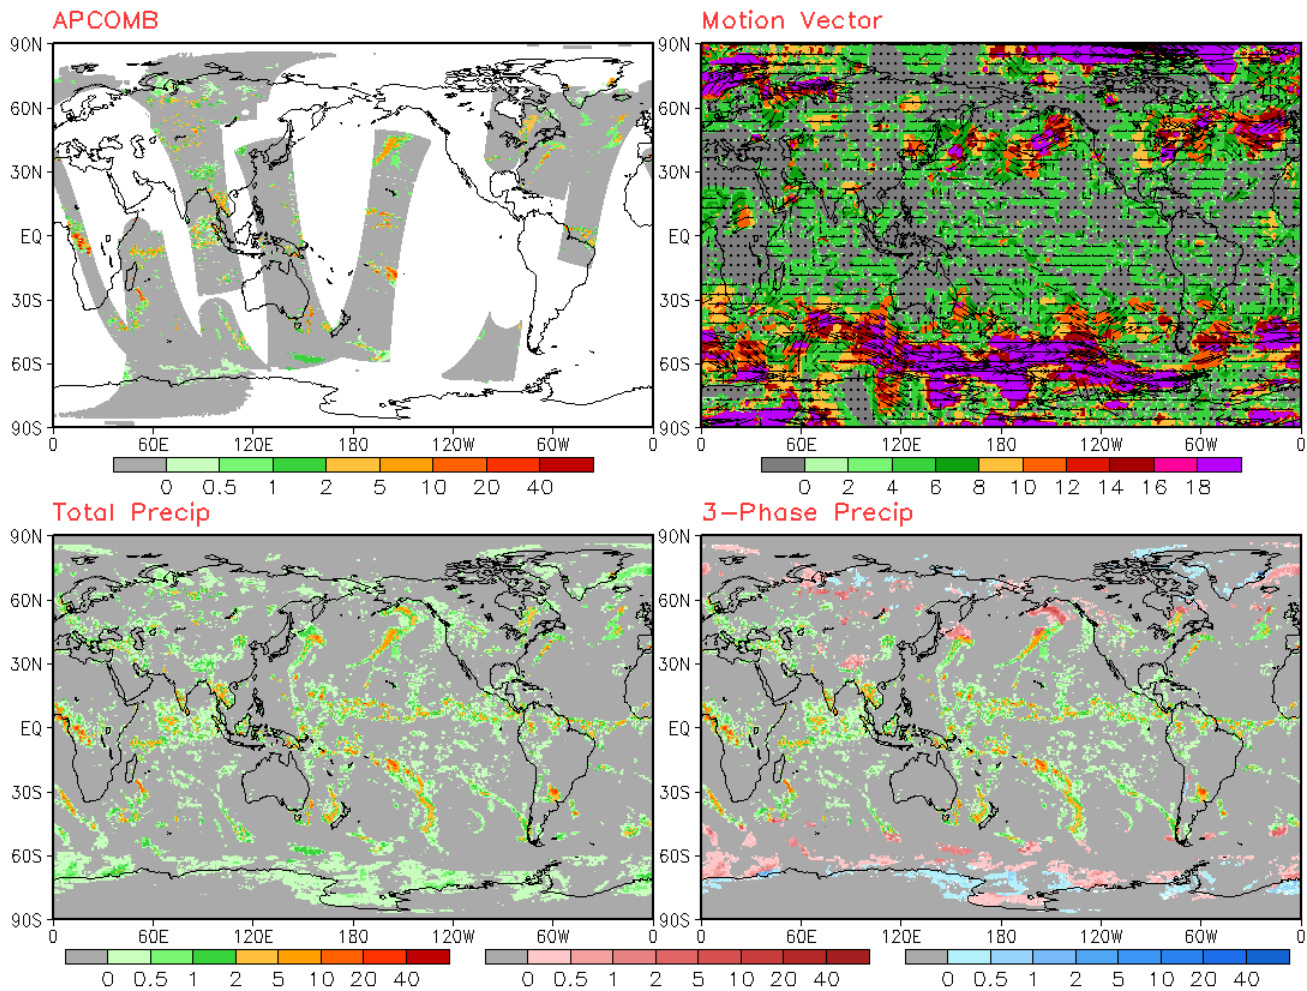 APCOMB
Motion Vector
90N
60N
30N
EQ
30S
60S
90S
0 60E 120E 180 120W 60W 0
0 0.5 1 2 5 10 20 40
90N
60N
30N
EQ
30S
60S
90S
0 60E 120E 180 120W 60W 0
0 2 4 6 8 10 12 14 16 18
Total Precip
3-Phase Precip
90N
60N
30N
EQ
30S
60S
90S
0 60E 120E 180 120W 60W 0
90N
60N
30N
EQ
30S
60S
90S
0 60E 120E 180 120W 60W 0
0 0.5 1 2 5 10 20 40
0 0.5 1 2 5 10 20 40
0 0.5 1 2 5 10 20 40